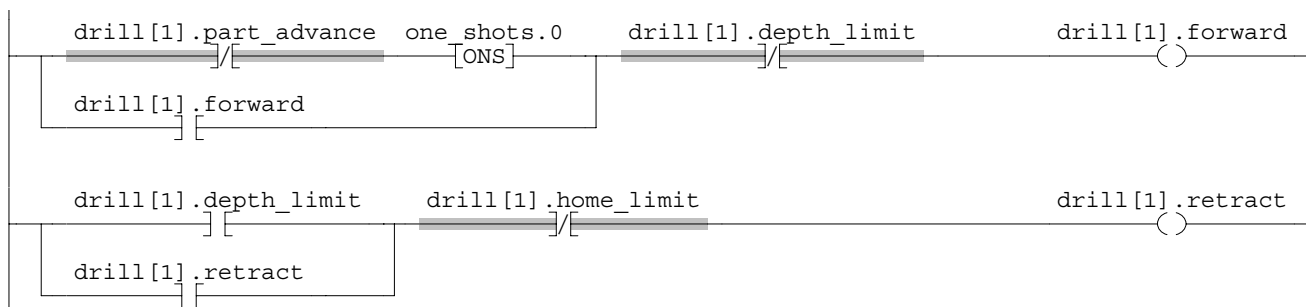 drill[1].part_advance one_shots.0 drill[1].depth_limit drill[1].forward
ONS
drill[1].forward
drill[1].depth_limit drill[1].home_limit drill[1].retract
drill[1].retract